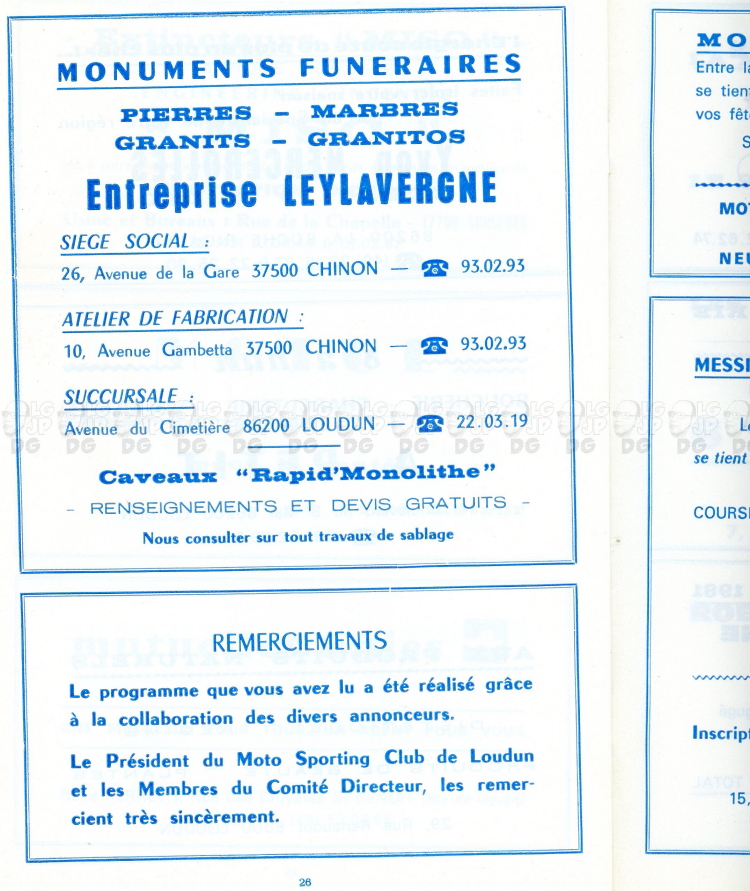 MONUMENTS FUNERAIRES
PIERRES — MARBRES
GRANITS — GRANITOS
Entreprise LEYLAVERGNE
SIEGE SOCIAL :
26, Avenue de la Gare 37500 CHINON — ☎ 93.02.93
ATELIER DE FABRICATION :
10, Avenue Gambetta 37500 CHINON — ☎ 93.02.93
SUCCURSALE :
Avenue du Cimetière 86200 LOUDUN — ☎ 22.03.19
Caveaux "Rapid'Monolithe"
- RENSEIGNEMENTS ET DEVIS GRATUITS -
Nous consulter sur tout travaux de sablage
REMERCIEMENTS
Le programme que vous avez lu a été réalisé grâce
à la collaboration des divers annonceurs.
Le Président du Moto Sporting Club de Loudun
et les Membres du Comité Directeur, les remer-
cient très sincèrement.
26
MO
Entre la
se tien
vos fêt
S
MOT
NEU
MESSI
L
se tient
COURS
Inscript
15,